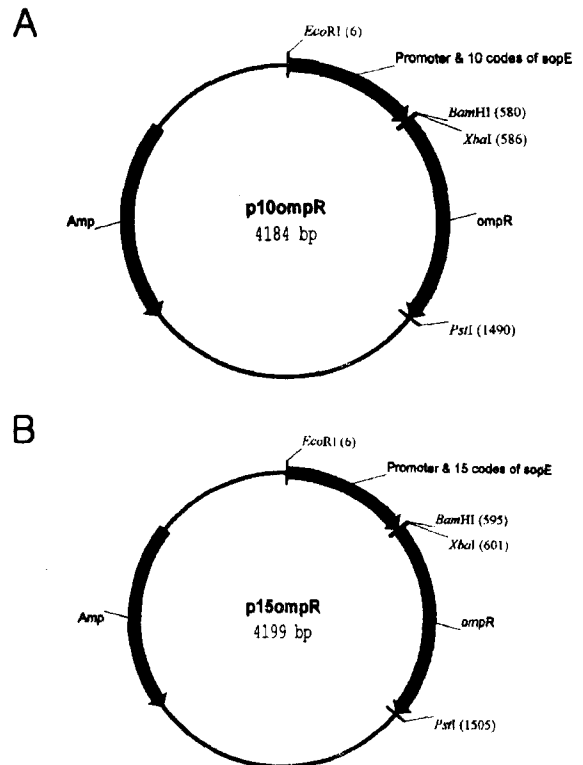 A
EcoRI (6)
Promoter & 10 codes of sopE
BamHI (580)
XbaI (586)
p10ompR
4184 bp
Amp
ompR
PstI (1490)
B
EcoRI (6)
Promoter & 15 codes of sopE
BamHI (595)
XbaI (601)
p15ompR
4199 bp
Amp
ompR
PstI (1505)